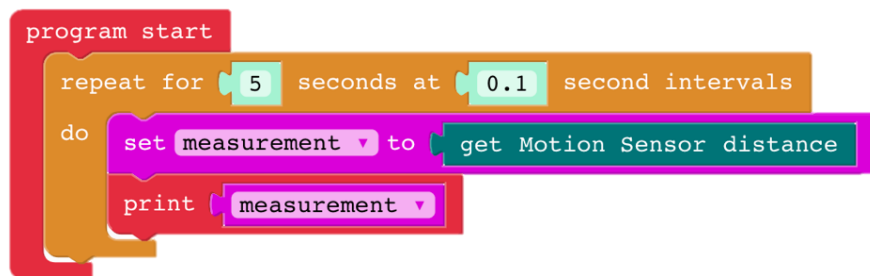 program start
repeat for 5 seconds at 0.1 second intervals
do
set measurement to get Motion Sensor distance
print measurement